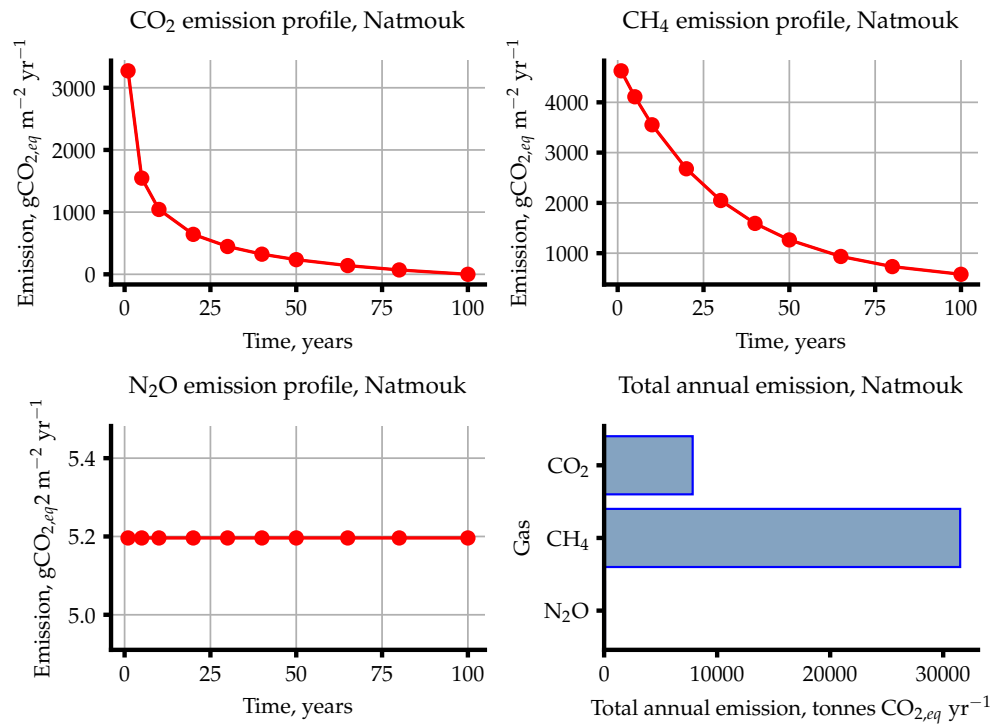 CO₂ emission profile, Natmouk
Emission, gCO₂,eq m⁻² yr⁻¹
3000
2000
1000
0
0 25 50 75 100
Time, years
CH₄ emission profile, Natmouk
Emission, gCO₂,eq m⁻² yr⁻¹
4000
3000
2000
1000
0 25 50 75 100
Time, years
N₂O emission profile, Natmouk
Emission, gCO₂,eq2 m⁻² yr⁻¹
5.4
5.2
5.0
0 25 50 75 100
Time, years
Total annual emission, Natmouk
Gas
CO₂
CH₄
N₂O
0 10000 20000 30000
Total annual emission, tonnes CO₂,eq yr⁻¹